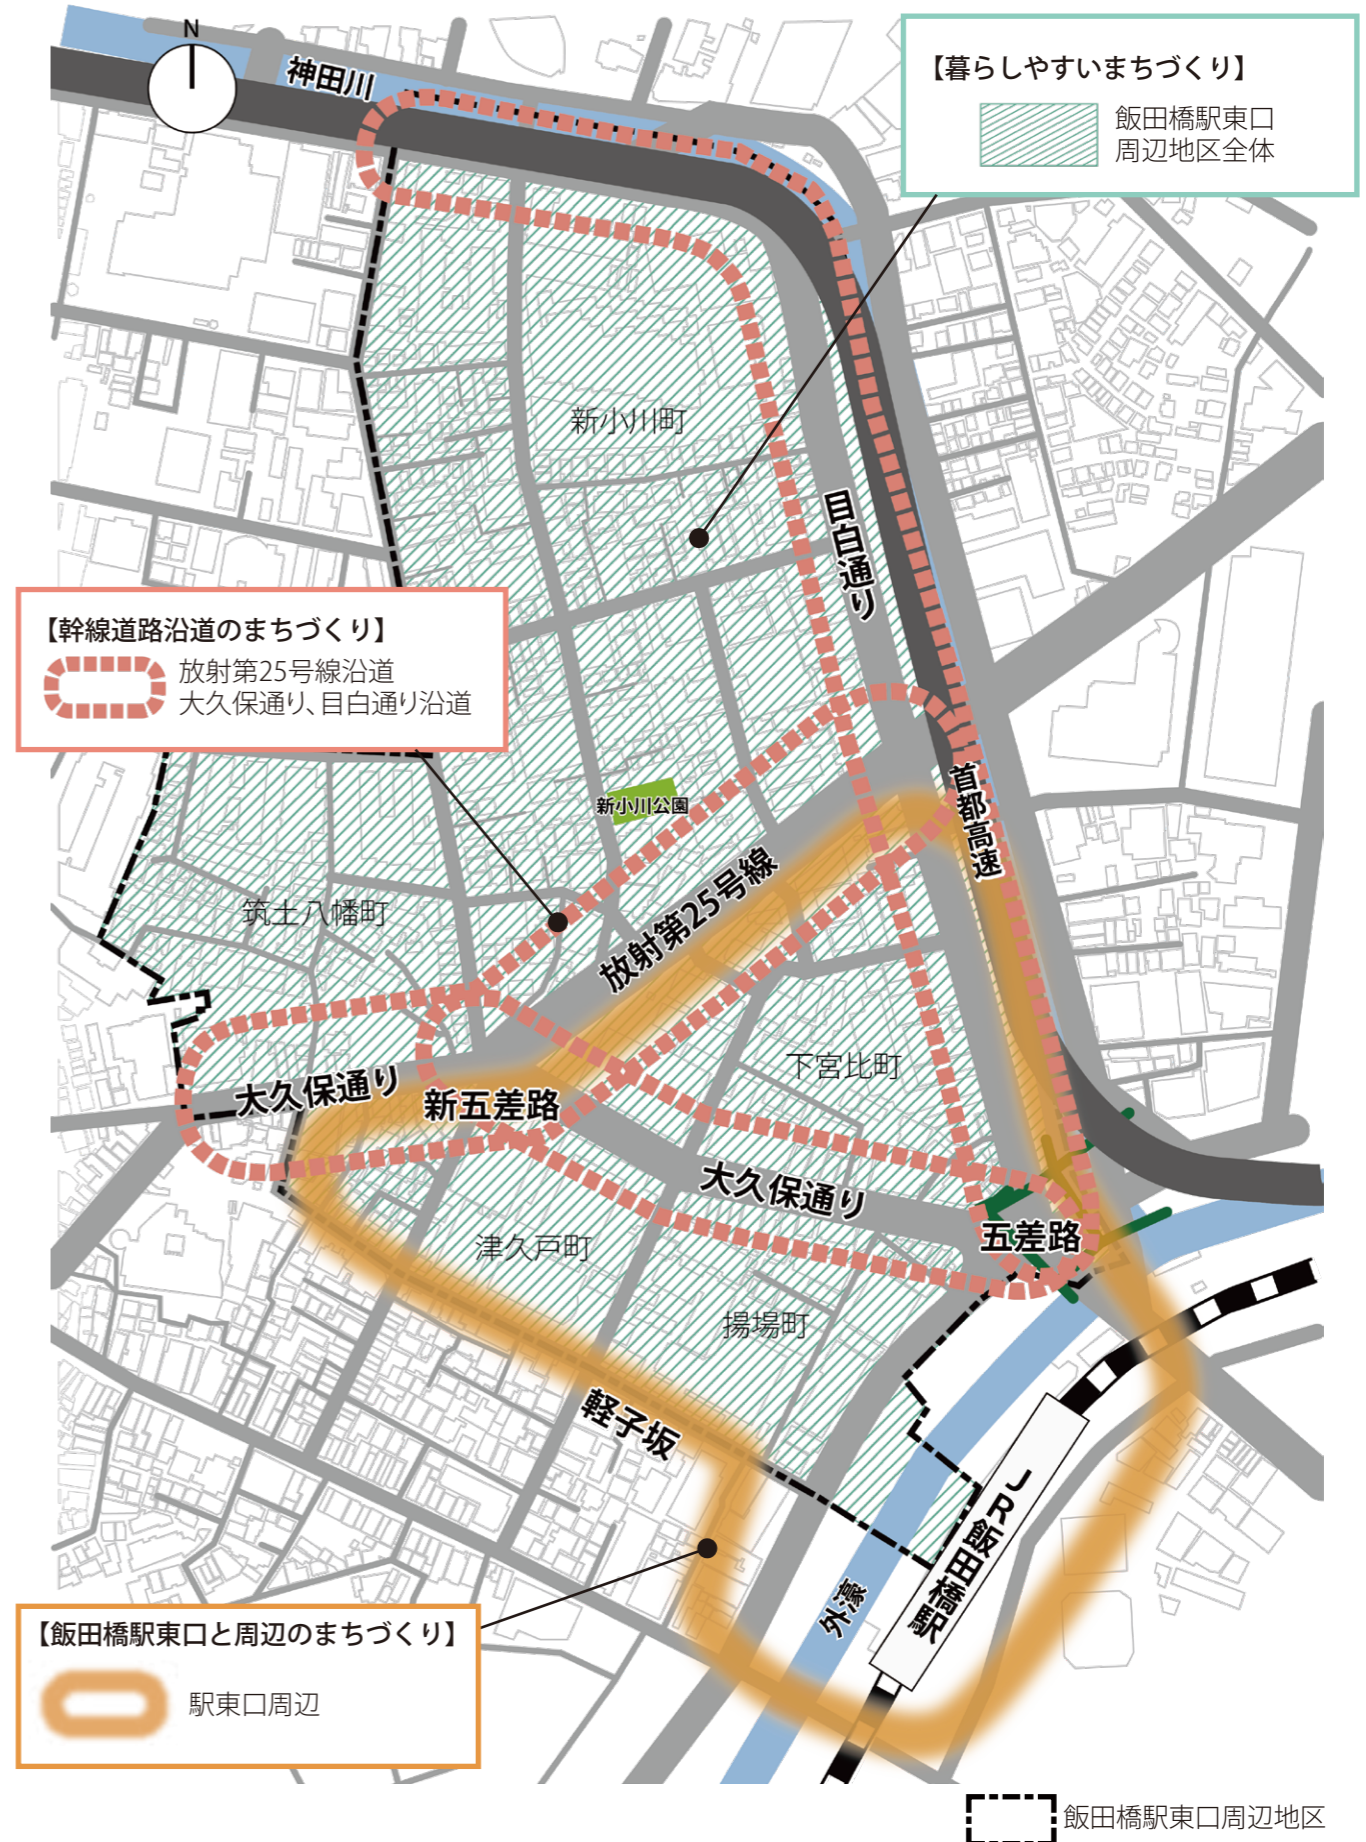 N
神田川
【暮らしやすいまちづくり】
飯田橋駅東口
周辺地区全体
新小川町
目白通り
【幹線道路沿道のまちづくり】
放射第25号線沿道
大久保通り、目白通り沿道
首都高速
新小川公園
放射第25号線
筑土八幡町
下宮比町
大久保通り
新五差路
大久保通り
五差路
津久戸町
揚場町
軽子坂
JR飯田橋駅
外濠
【飯田橋駅東口と周辺のまちづくり】
駅東口周辺
飯田橋駅東口周辺地区